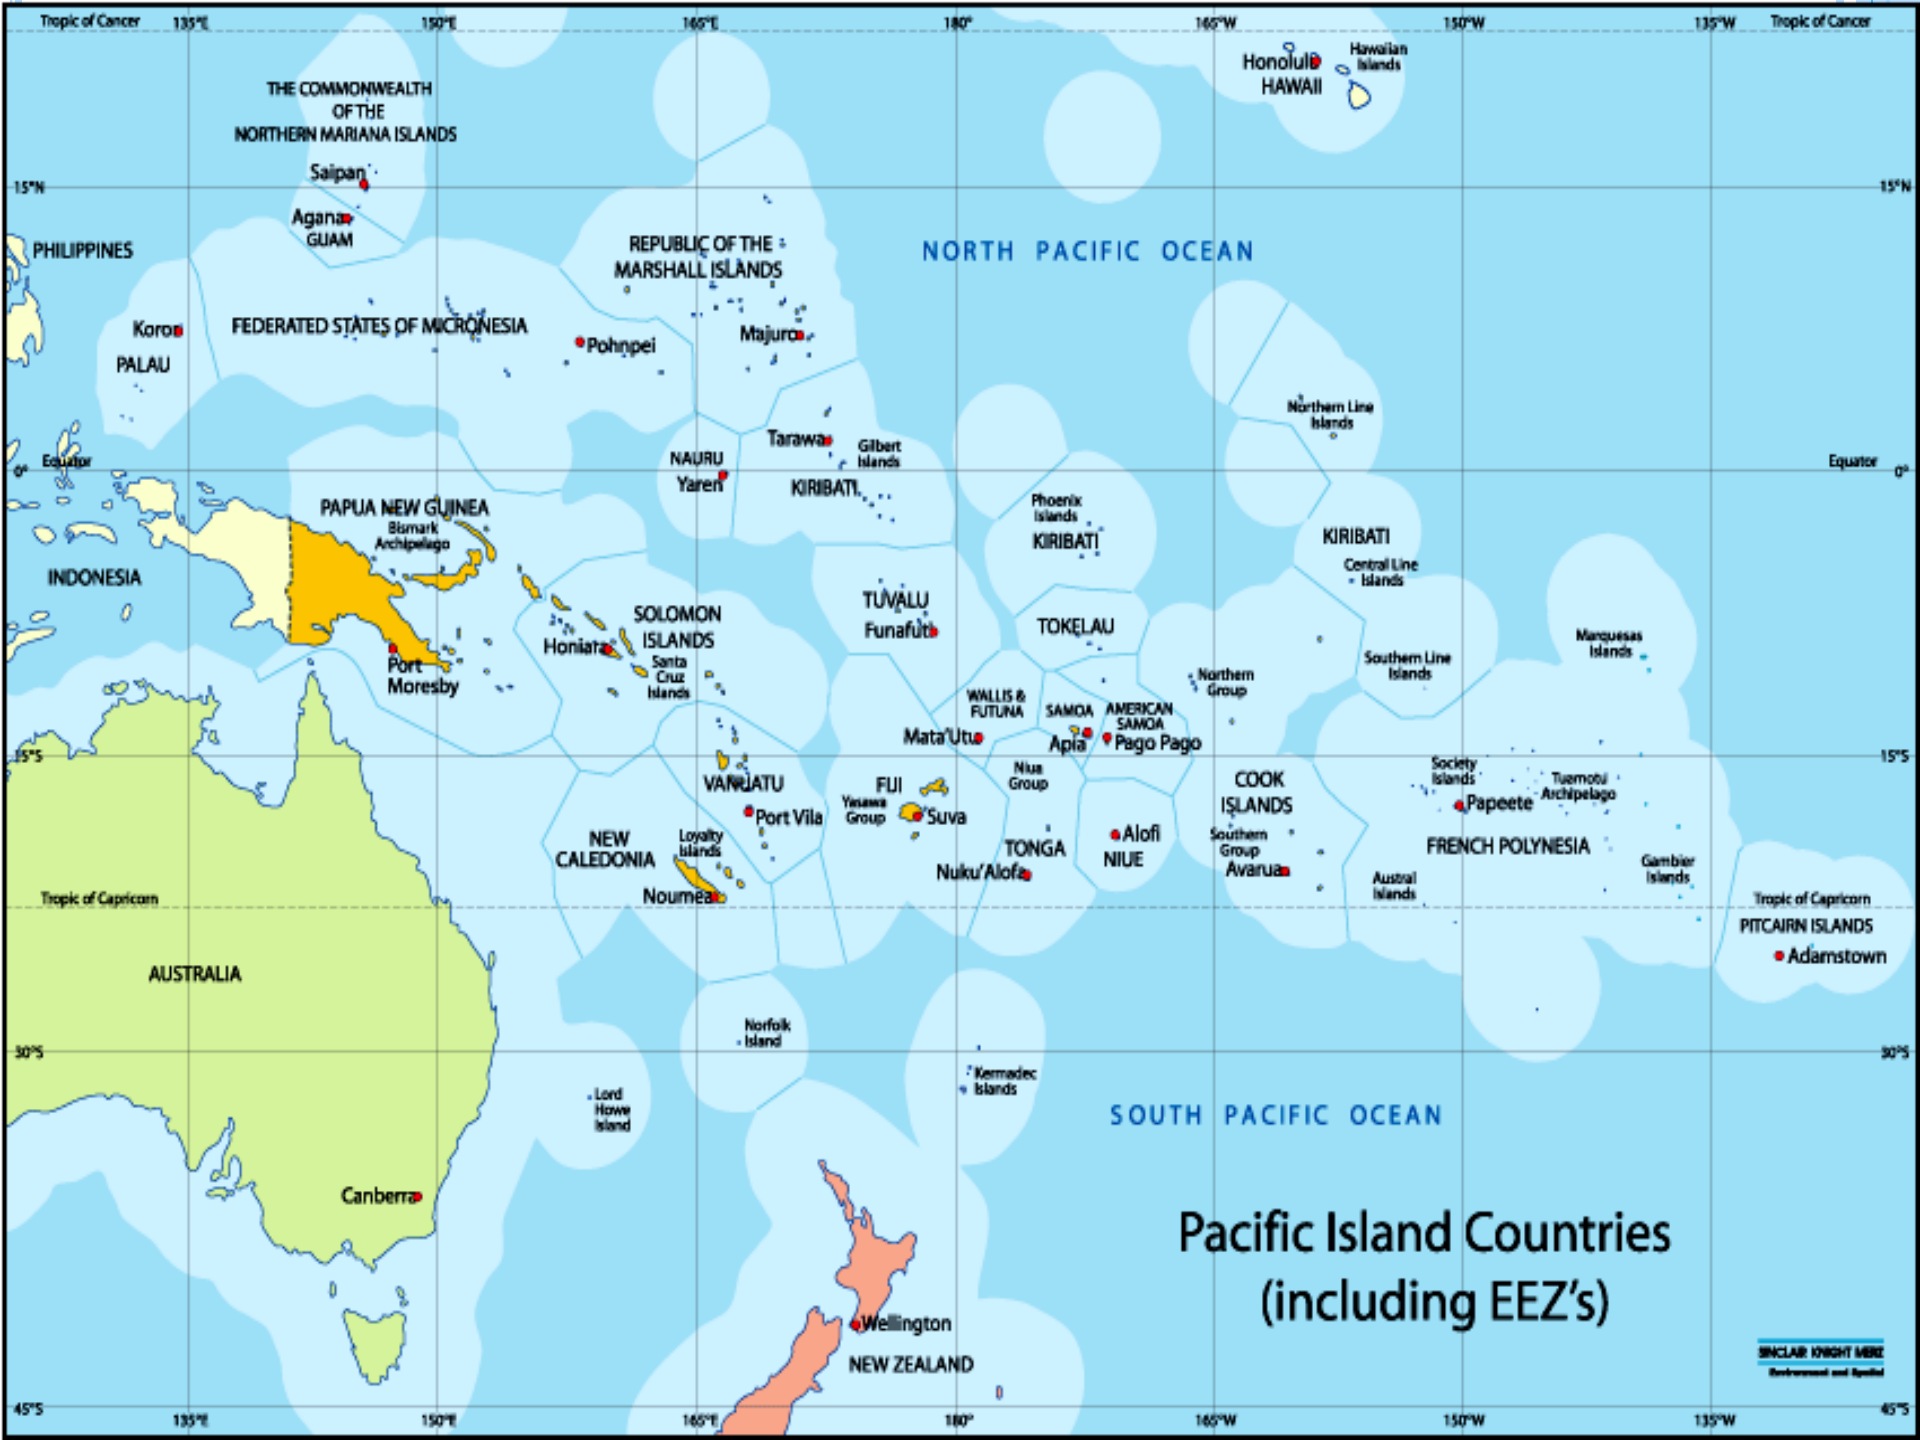 Tropic of Cancer
135°E
150°E
165°E
180°
165°W
150°W
135°W
Tropic of Cancer
Honolulu
HAWAII
Hawaiian
Islands
THE COMMONWEALTH
OF THE
NORTHERN MARIANA ISLANDS
Saipan
15°N
15°N
Agana
GUAM
PHILIPPINES
REPUBLIC OF THE
MARSHALL ISLANDS
NORTH PACIFIC OCEAN
Koror
PALAU
FEDERATED STATES OF MICRONESIA
Pohnpei
Majuro
Northern Line
Islands
Tarawa
Gilbert
Islands
KIRIBATI
NAURU
Yaren
0°
Equator
Equator
0°
PAPUA NEW GUINEA
Bismark
Archipelago
Phoenix
Islands
KIRIBATI
KIRIBATI
Central Line
Islands
INDONESIA
SOLOMON
ISLANDS
Honiata
Santa
Cruz
Islands
TUVALU
Funafuti
TOKELAU
Marquesas
Islands
Port
Moresby
Southern Line
Islands
Northern
Group
WALLIS &
FUTUNA
SAMOA
AMERICAN
SAMOA
Mata'Utu
Apia
Pago Pago
15°S
15°S
VANUATU
Port Vila
FIJI
Yasawa
Group
Suva
Niua
Group
COOK
ISLANDS
Society
Islands
Papeete
Tuamotu
Archipelago
NEW
CALEDONIA
Loyalty
Islands
Noumea
TONGA
Nuku'Alofa
Alofi
NIUE
Southern
Group
Avarua
FRENCH POLYNESIA
Austral
Islands
Gambier
Islands
Tropic of Capricorn
Tropic of Capricorn
PITCAIRN ISLANDS
Adamstown
AUSTRALIA
Norfolk
Island
30°S
30°S
Kermadec
Islands
Lord
Howe
Island
SOUTH PACIFIC OCEAN
Canberra
Pacific Island Countries
(including EEZ's)
Wellington
NEW ZEALAND
SINCLAIR KNIGHT MERZ
Environment and Spatial
45°S
45°S
135°E
150°E
165°E
180°
165°W
150°W
135°W